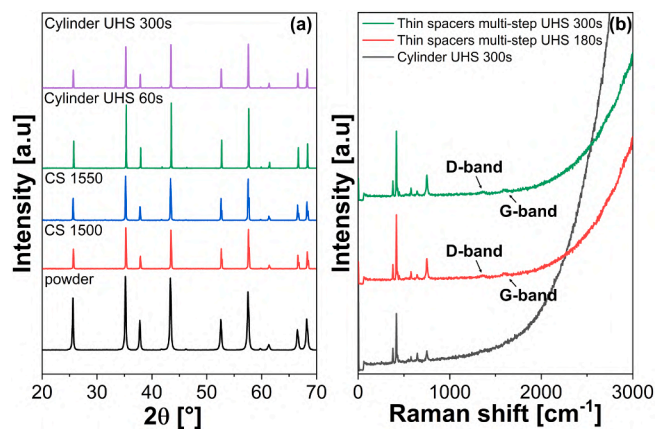 Cylinder UHS 300s
(a)
Cylinder UHS 60s
CS 1550
CS 1500
powder
Intensity [a.u]
20 30 40 50 60 70
2θ [°]
Thin spacers multi-step UHS 300s
(b)
Thin spacers multi-step UHS 180s
Cylinder UHS 300s
D-band
G-band
D-band
G-band
Intensity [a.u]
0 1000 2000 3000
Raman shift [cm⁻¹]